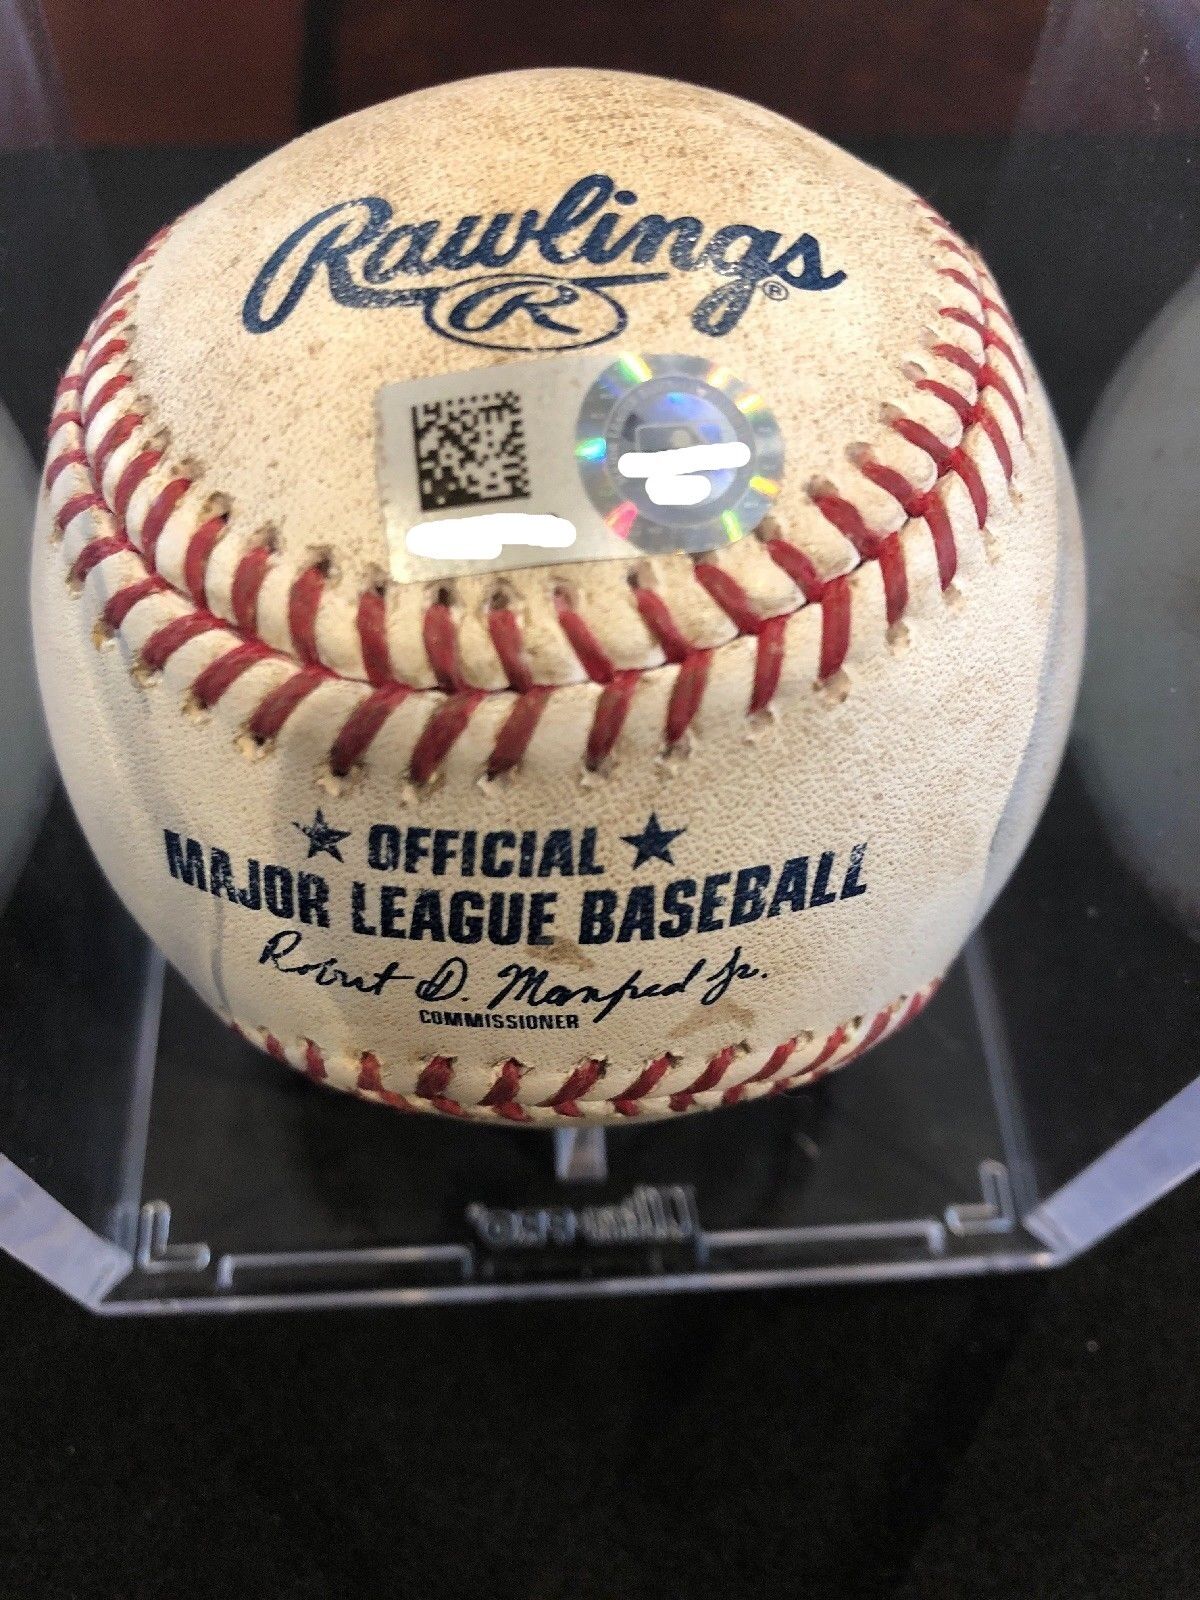 Rawlings
R ®
★ OFFICIAL ★
MAJOR LEAGUE BASEBALL
Robert D. Manfred Jr.
COMMISSIONER